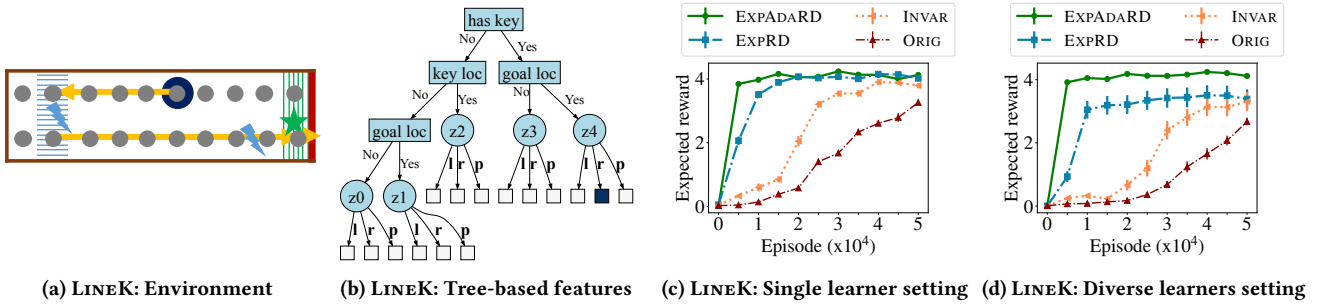 has key
No
Yes
key loc
goal loc
No
Yes
No
Yes
goal loc
z2
z3
z4
No
Yes
l r p
l r p
l r p
z0
z1
l r p
l r p
EXPADARD
INVAR
EXPRD
ORIG
Expected reward
4
2
0
0 1 2 3 4 5
Episode (x10⁴)
EXPADARD
INVAR
EXPRD
ORIG
Expected reward
4
2
0
0 1 2 3 4 5
Episode (x10⁴)
(a) LINEK: Environment
(b) LINEK: Tree-based features
(c) LINEK: Single learner setting
(d) LINEK: Diverse learners setting